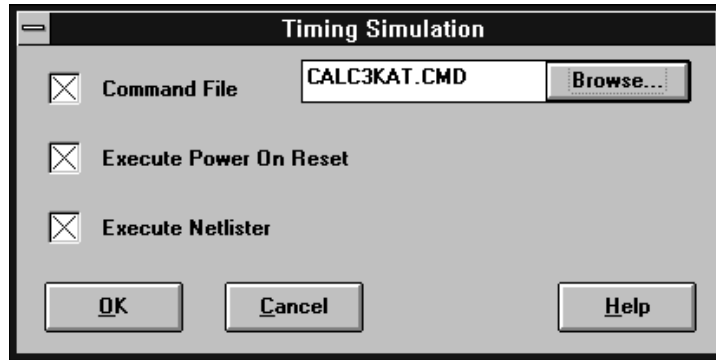 Timing Simulation
Command File CALC3KAT.CMD Browse...
Execute Power On Reset
Execute Netlister
OK Cancel Help